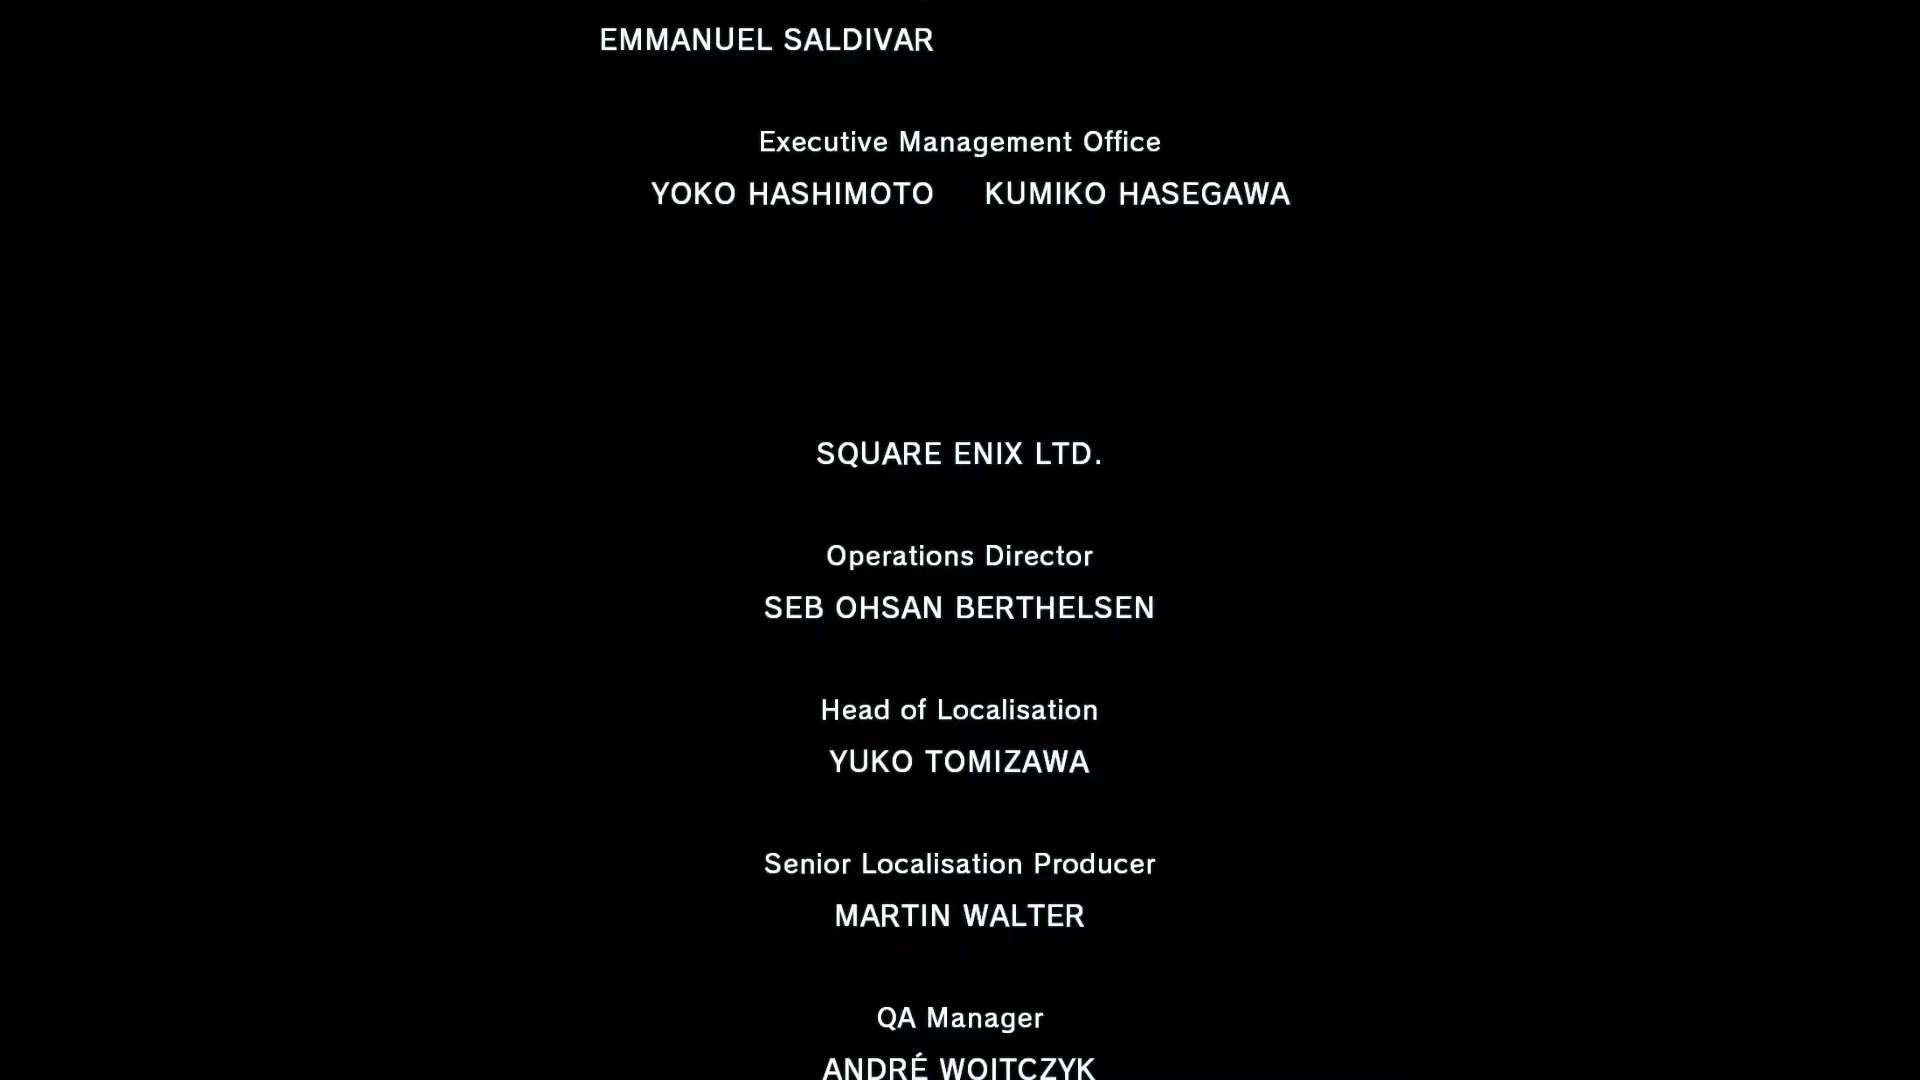 EMMANUEL SALDIVAR
Executive Management Office
YOKO HASHIMOTO KUMIKO HASEGAWA
SQUARE ENIX LTD.
Operations Director
SEB OHSAN BERTHELSEN
Head of Localisation
YUKO TOMIZAWA
Senior Localisation Producer
MARTIN WALTER
QA Manager
ANDRÉ WOITCZYK